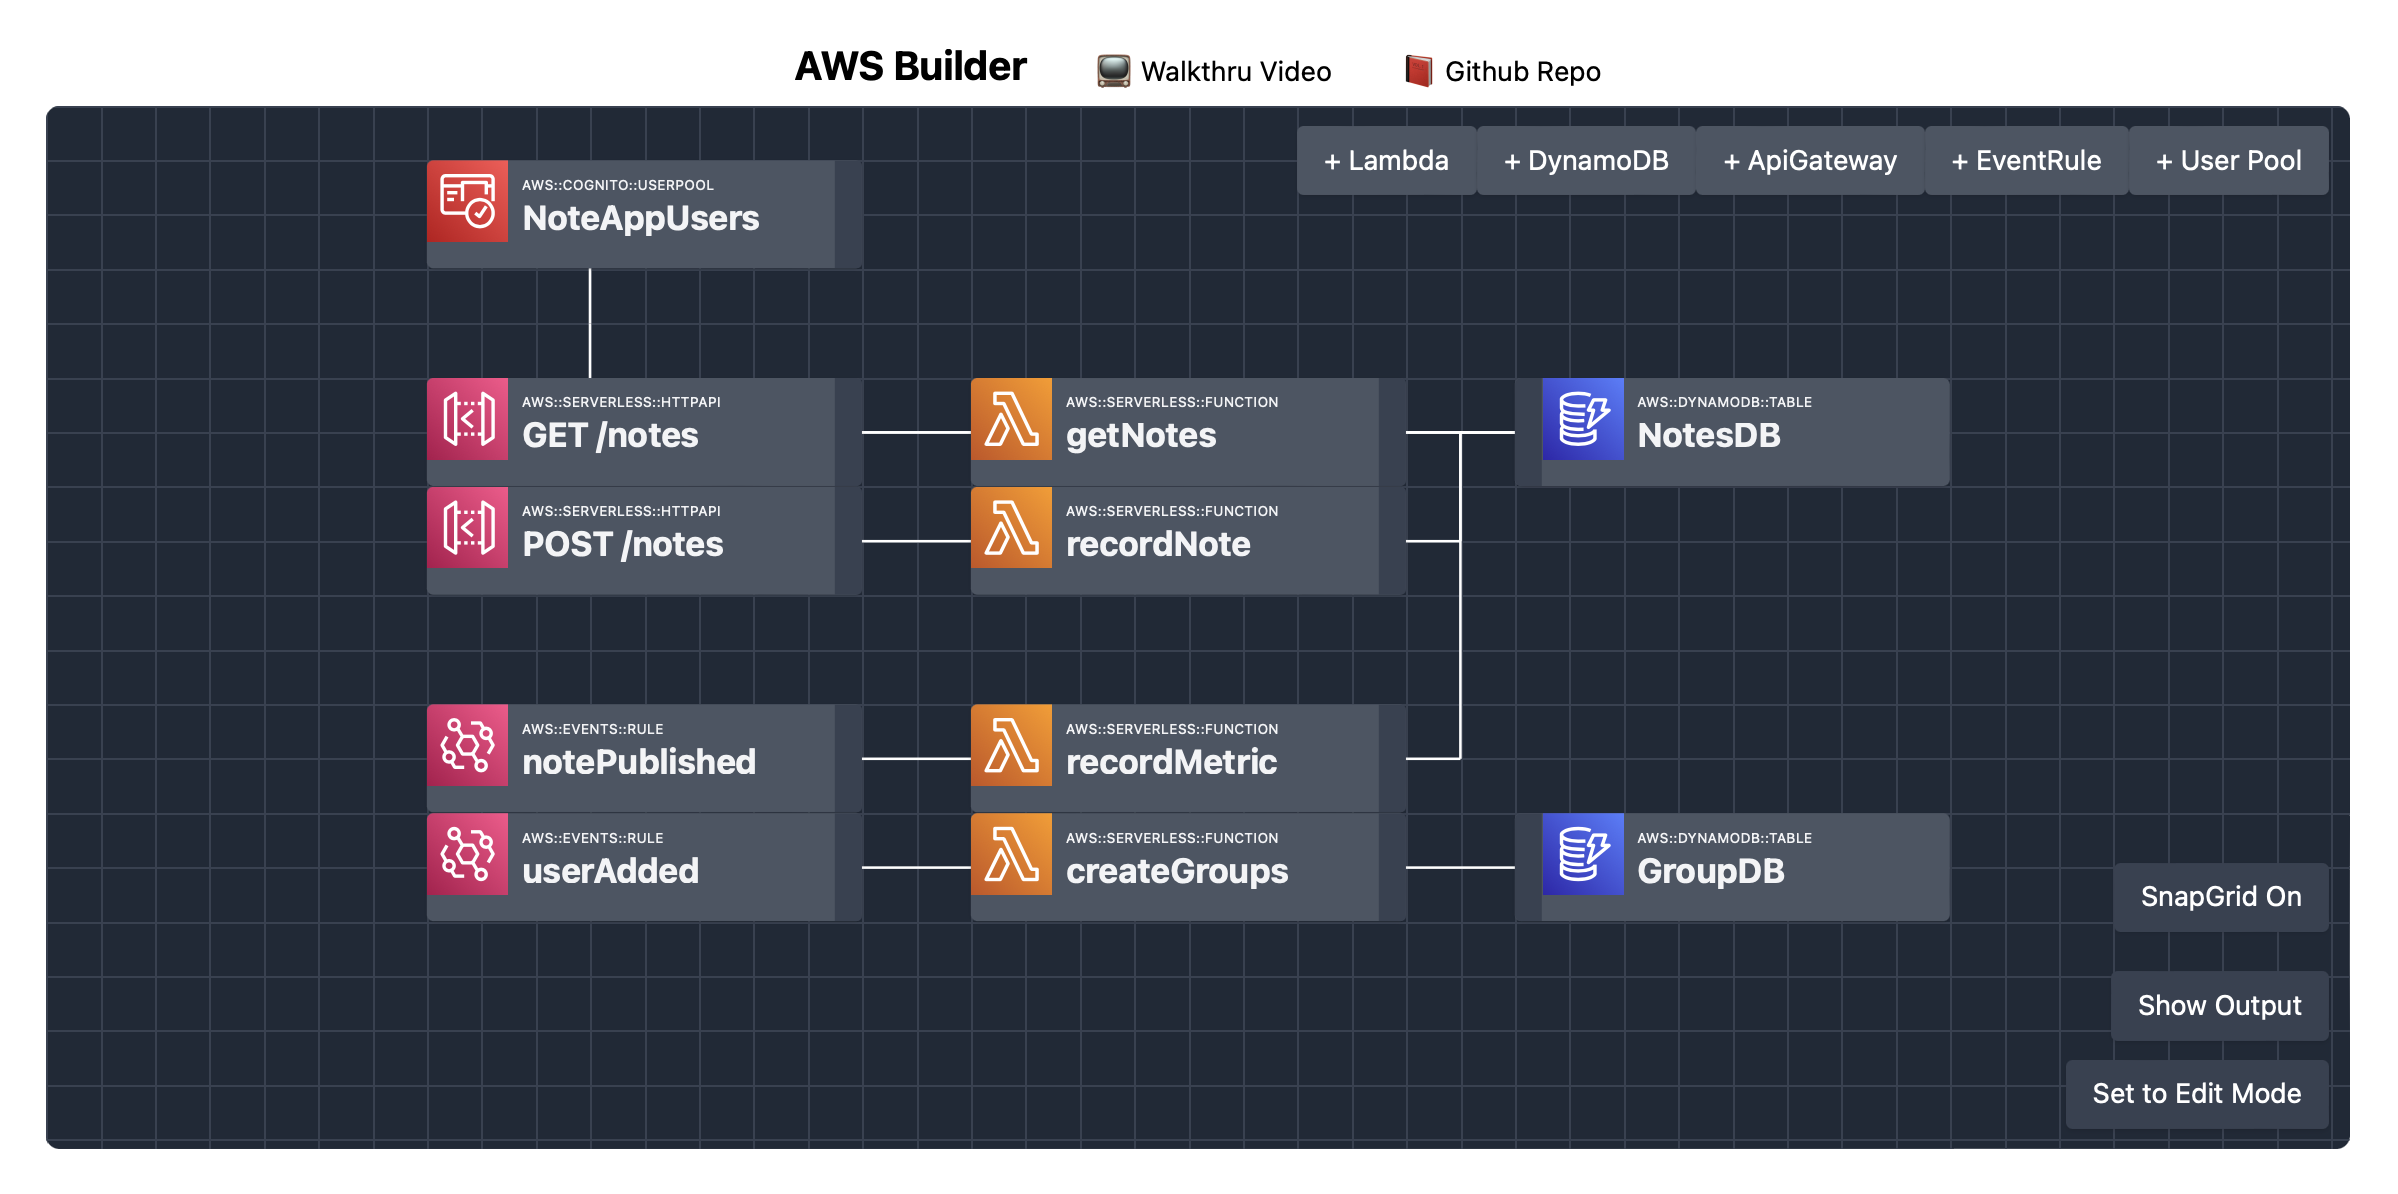 AWS Builder
Walkthru Video
Github Repo
+ Lambda
+ DynamoDB
+ ApiGateway
+ EventRule
+ User Pool
AWS::COGNITO::USERPOOL
NoteAppUsers
AWS::SERVERLESS::HTTPAPI
GET /notes
AWS::SERVERLESS::FUNCTION
getNotes
AWS::DYNAMODB::TABLE
NotesDB
AWS::SERVERLESS::HTTPAPI
POST /notes
AWS::SERVERLESS::FUNCTION
recordNote
AWS::EVENTS::RULE
notePublished
AWS::SERVERLESS::FUNCTION
recordMetric
AWS::EVENTS::RULE
userAdded
AWS::SERVERLESS::FUNCTION
createGroups
AWS::DYNAMODB::TABLE
GroupDB
SnapGrid On
Show Output
Set to Edit Mode